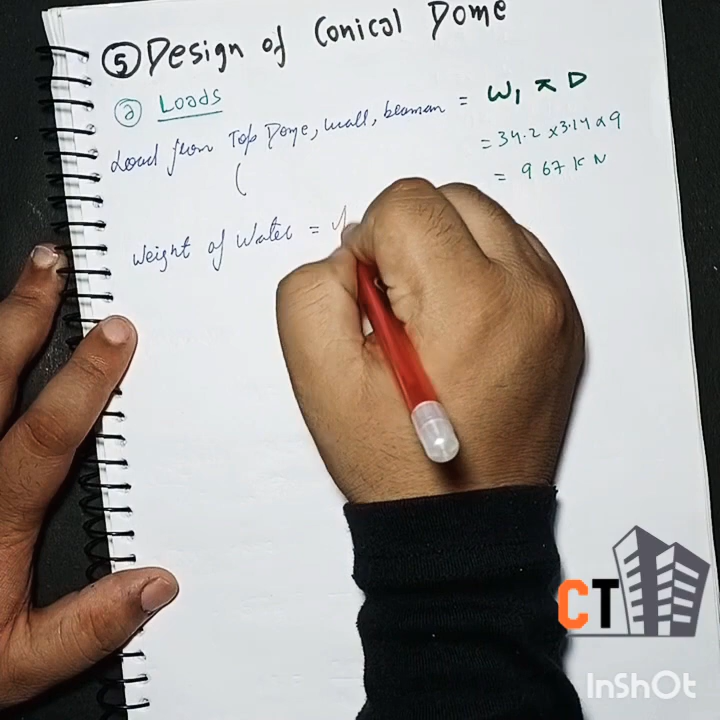 ⑤ Design of Conical Dome
ⓐ Loads
Load from Top Dome, wall, beaman = W₁ π D
= 34.2 x 3.14 x 9
= 967 KN
(
Weight of Water =
CT
InShOt